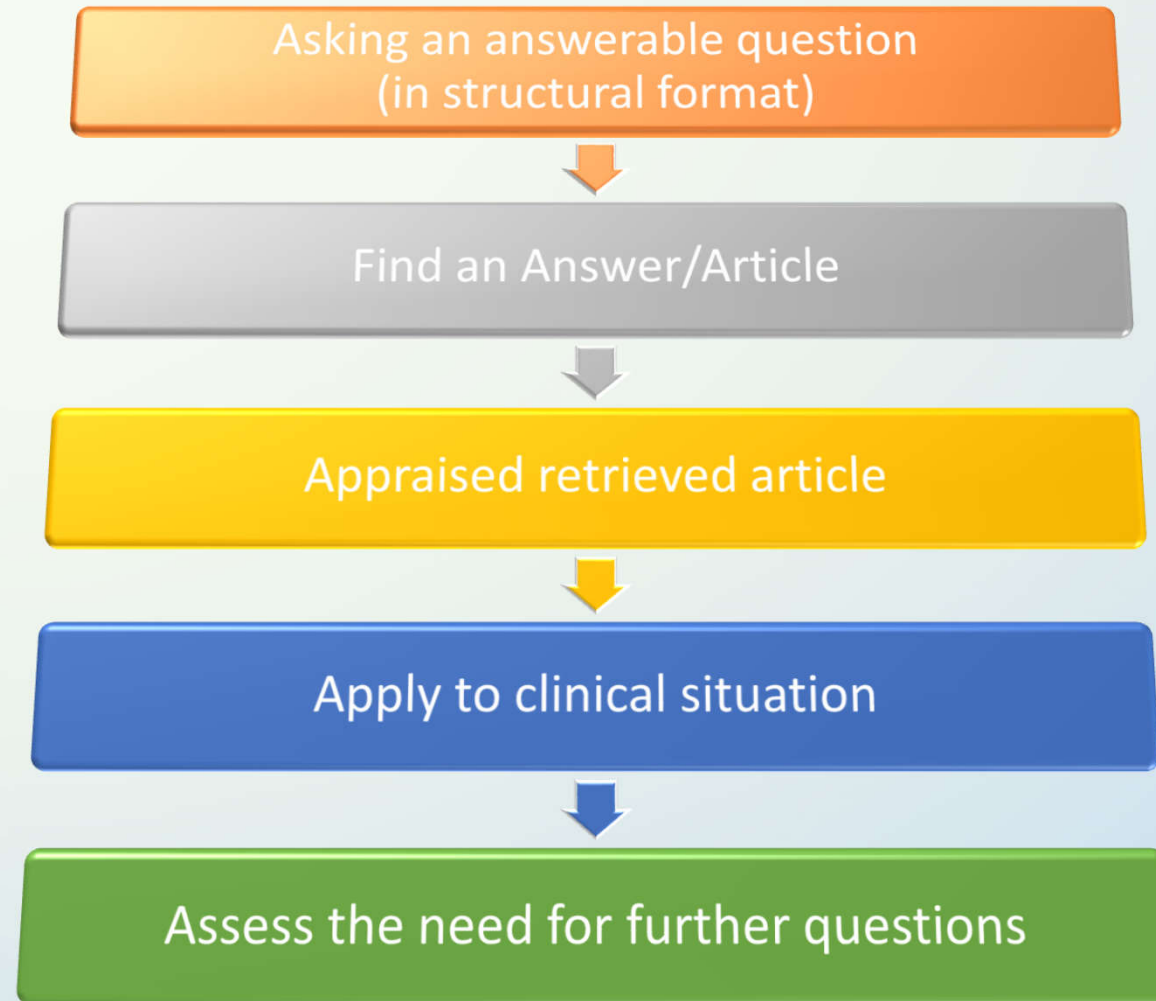 Asking an answerable question
(in structural format)
Find an Answer/Article
Appraised retrieved article
Apply to clinical situation
Assess the need for further questions